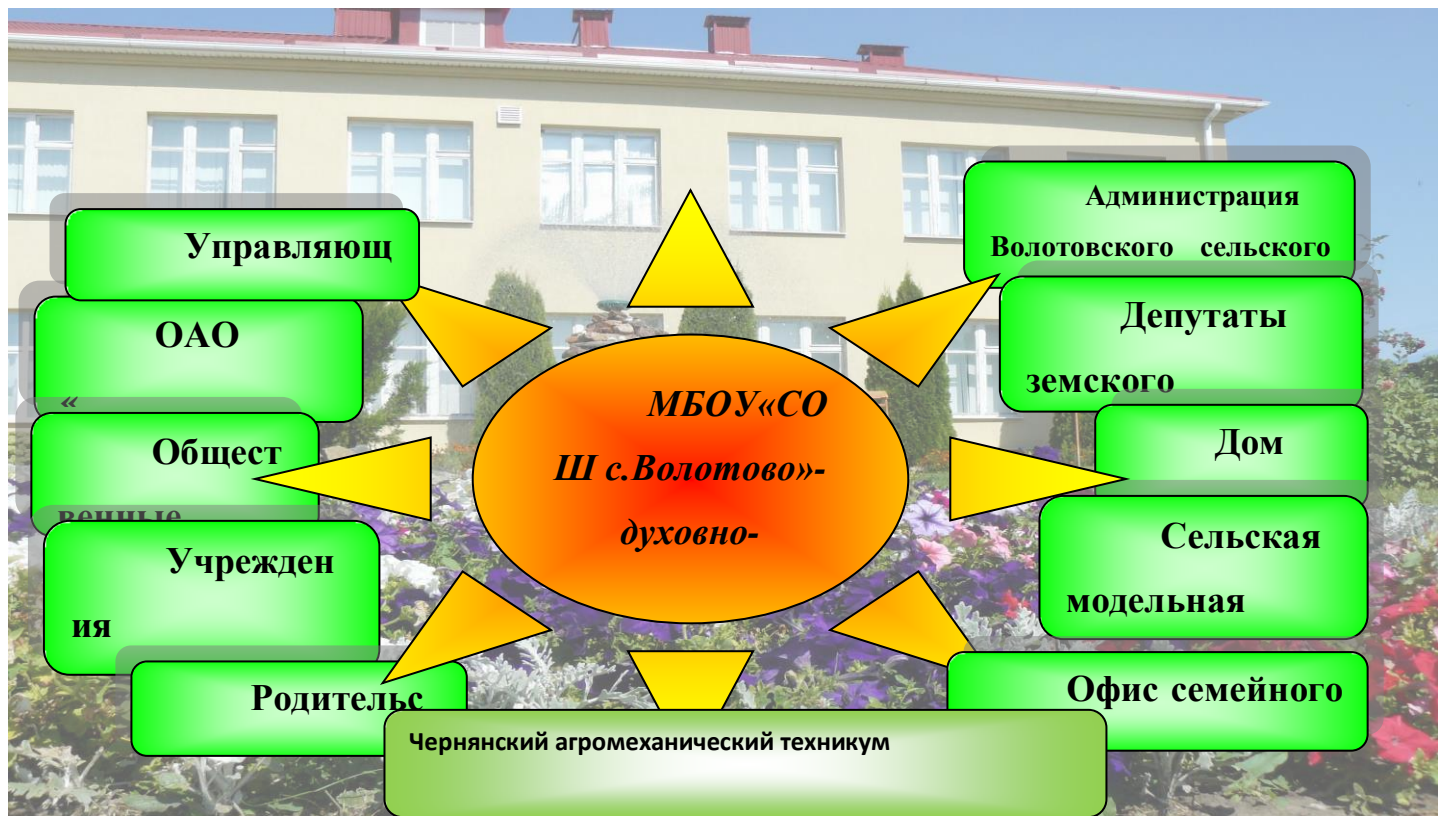 Управляющ
ОАО
«
Общест
венные
Учрежден
ия
Родительс
МБОУ«СО
Ш с.Волотово»-
духовно-
Администрация
Волотовского сельского
Депутаты
земского
Дом
Сельская
модельная
Офис семейного
Чернянский агромеханический техникум